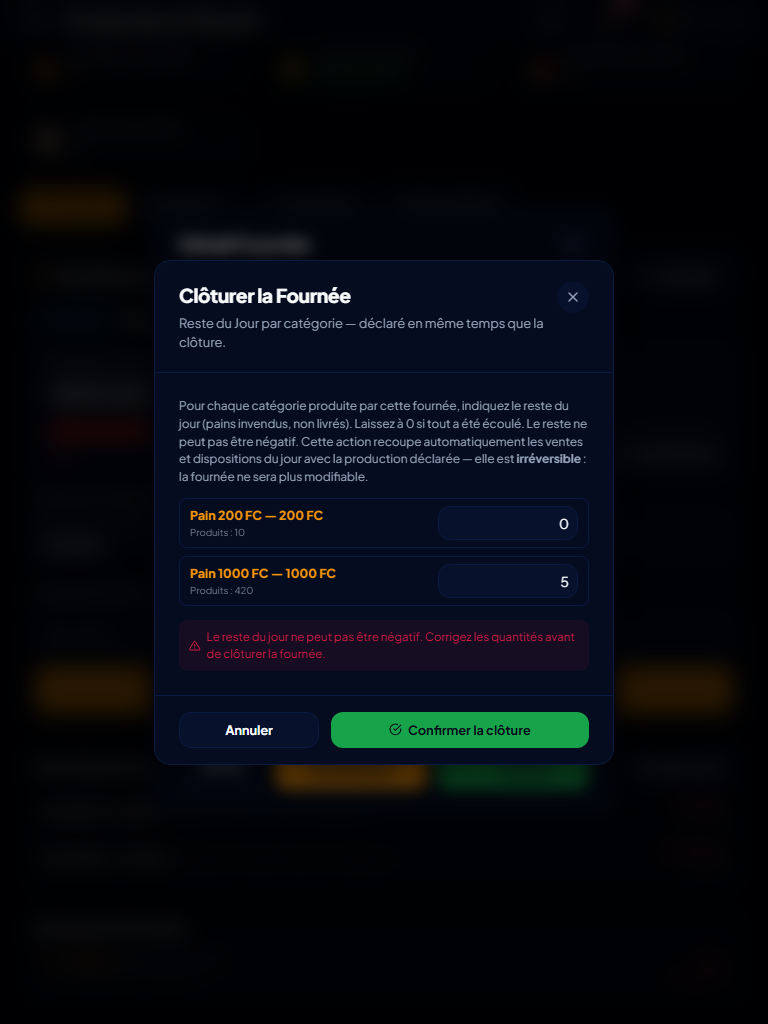 Clôturer la Fournée
Reste du Jour par catégorie — déclaré en même temps que la
clôture.
Pour chaque catégorie produite par cette fournée, indiquez le reste du
jour (pains invendus, non livrés). Laissez à 0 si tout a été écoulé. Le reste ne
peut pas être négatif. Cette action recoupe automatiquement les ventes
et dispositions du jour avec la production déclarée — elle est irréversible :
la fournée ne sera plus modifiable.
Pain 200 FC — 200 FC
Produits : 10
0
Pain 1000 FC — 1000 FC
Produits : 420
5
Le reste du jour ne peut pas être négatif. Corrigez les quantités avant
de clôturer la fournée.
Annuler
Confirmer la clôture